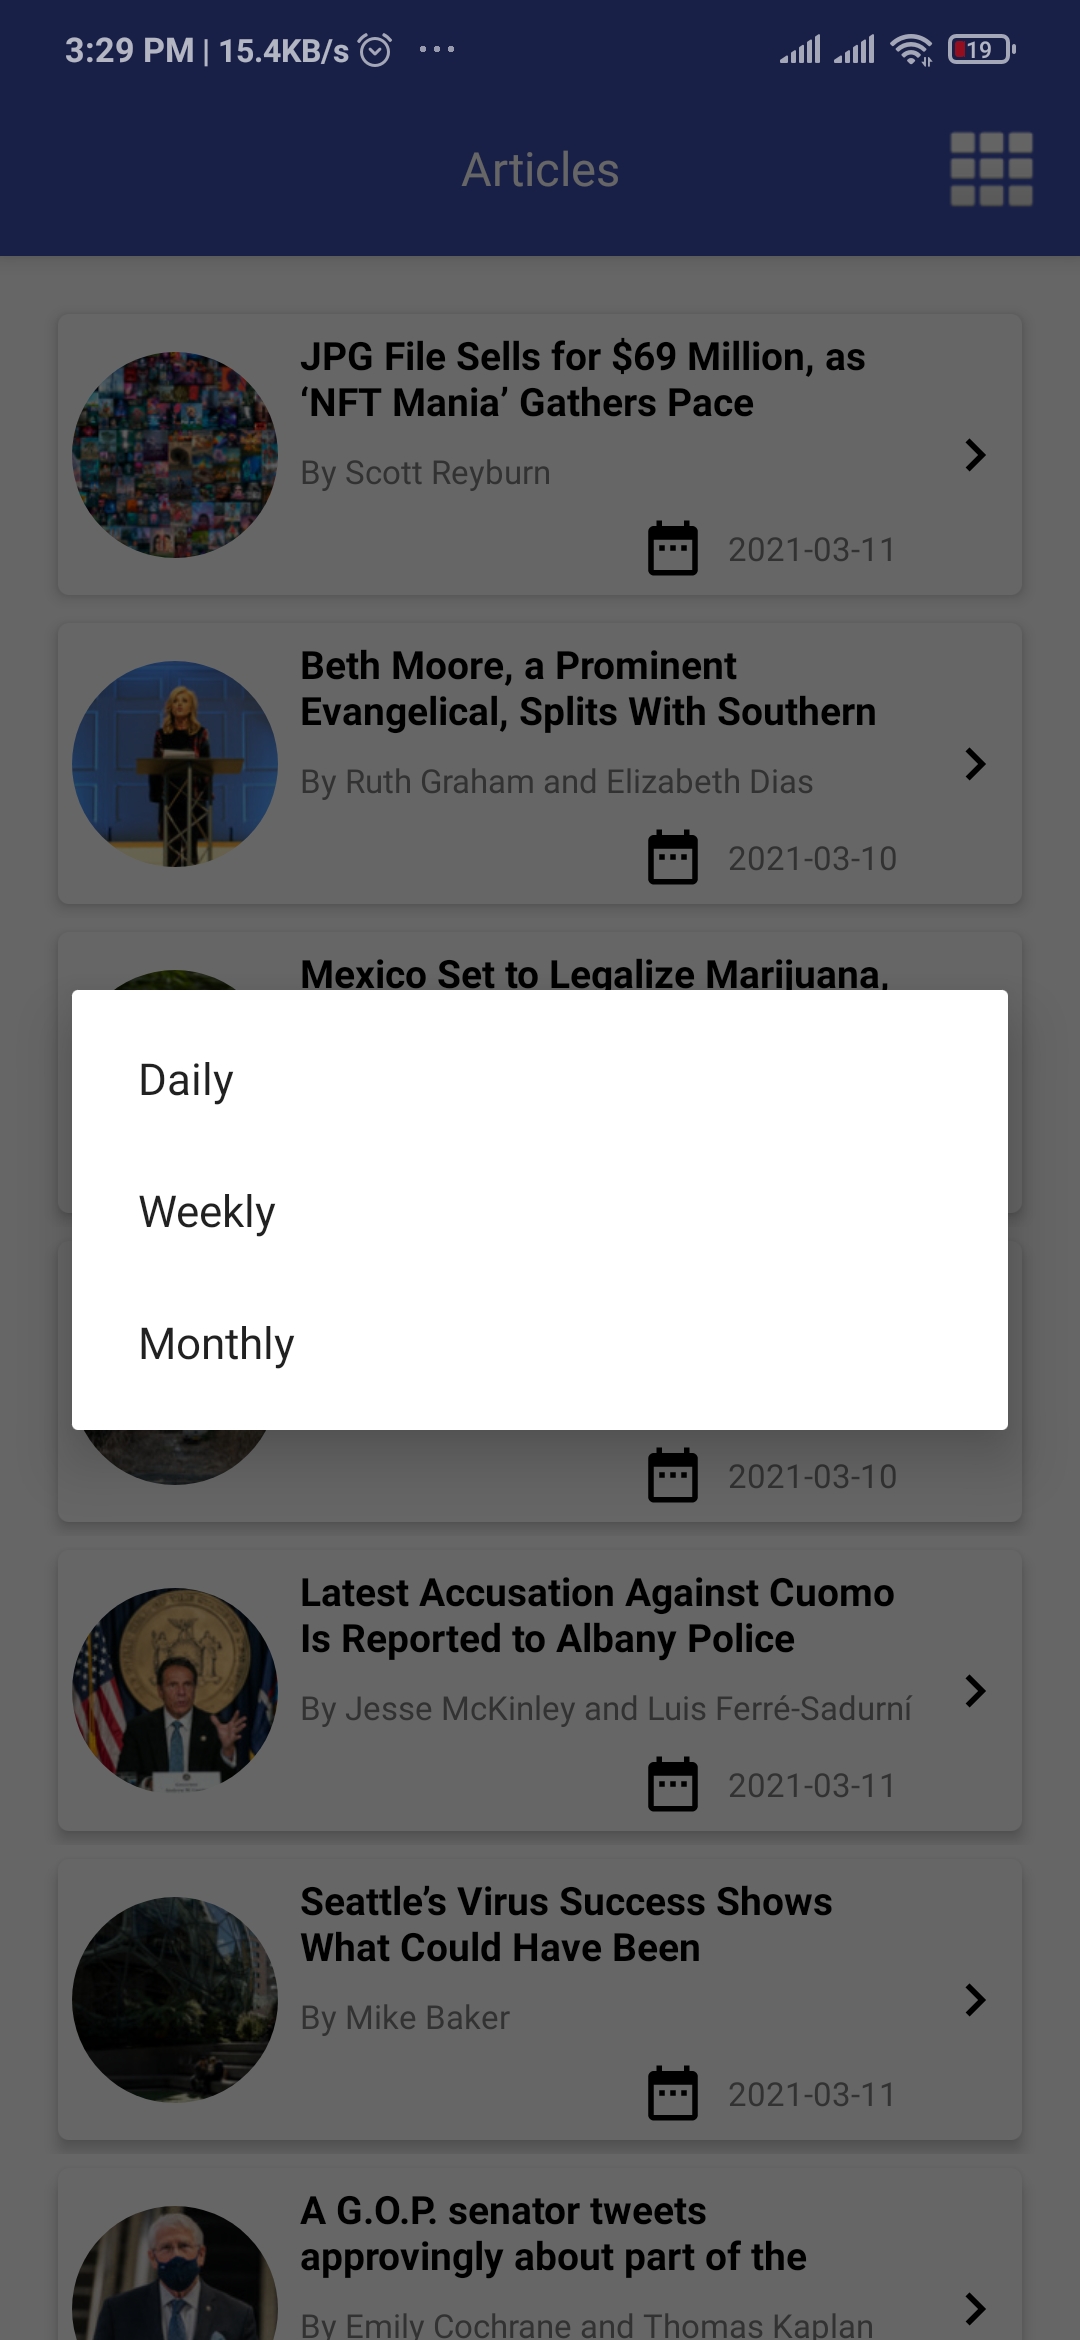 3:29 PM | 15.4KB/s ... 19
Articles
JPG File Sells for $69 Million, as
‘NFT Mania’ Gathers Pace
By Scott Reyburn
2021-03-11
Beth Moore, a Prominent
Evangelical, Splits With Southern
By Ruth Graham and Elizabeth Dias
2021-03-10
Mexico Set to Legalize Marijuana,
Daily
Weekly
Monthly
2021-03-10
Latest Accusation Against Cuomo
Is Reported to Albany Police
By Jesse McKinley and Luis Ferré-Sadurní
2021-03-11
Seattle’s Virus Success Shows
What Could Have Been
By Mike Baker
2021-03-11
A G.O.P. senator tweets
approvingly about part of the
By Emily Cochrane and Thomas Kaplan